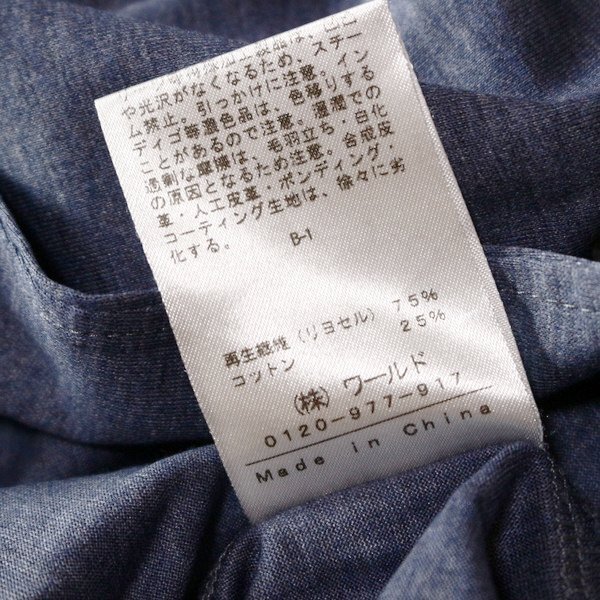 や光沢がなくなるため、スチー
ム禁止。引っかけに注意。イン
ディゴ等濃色品は、色移りする
ことがあるので注意。湿潤での
過剰な摩擦は、毛羽立ち・白化
の原因となるため注意。合成皮
革・人工皮革・ボンディング・
コーティング生地は、徐々に劣
化する。
B-1
再生繊維（リヨセル） 75%
コットン 25%
(株) ワールド
0120-977-917
Made in China